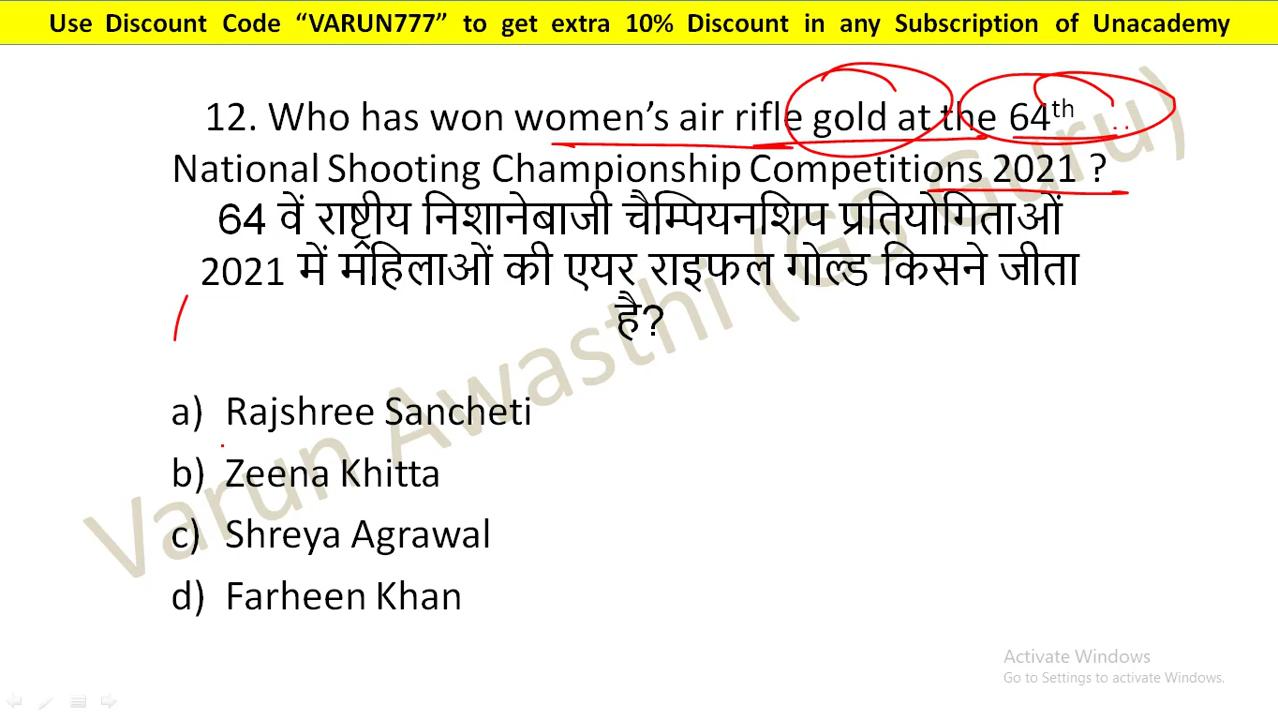 Use Discount Code “VARUN777” to get extra 10% Discount in any Subscription of Unacademy
12. Who has won women’s air rifle gold at the 64th
National Shooting Championship Competitions 2021 ?
64 वें राष्ट्रीय निशानेबाजी चैम्पियनशिप प्रतियोगिताओं
2021 में महिलाओं की एयर राइफल गोल्ड किसने जीता
है?
a) Rajshree Sancheti
b) Zeena Khitta
c) Shreya Agrawal
d) Farheen Khan
Varun Awasthi (GS Guru)
Activate Windows
Go to Settings to activate Windows.